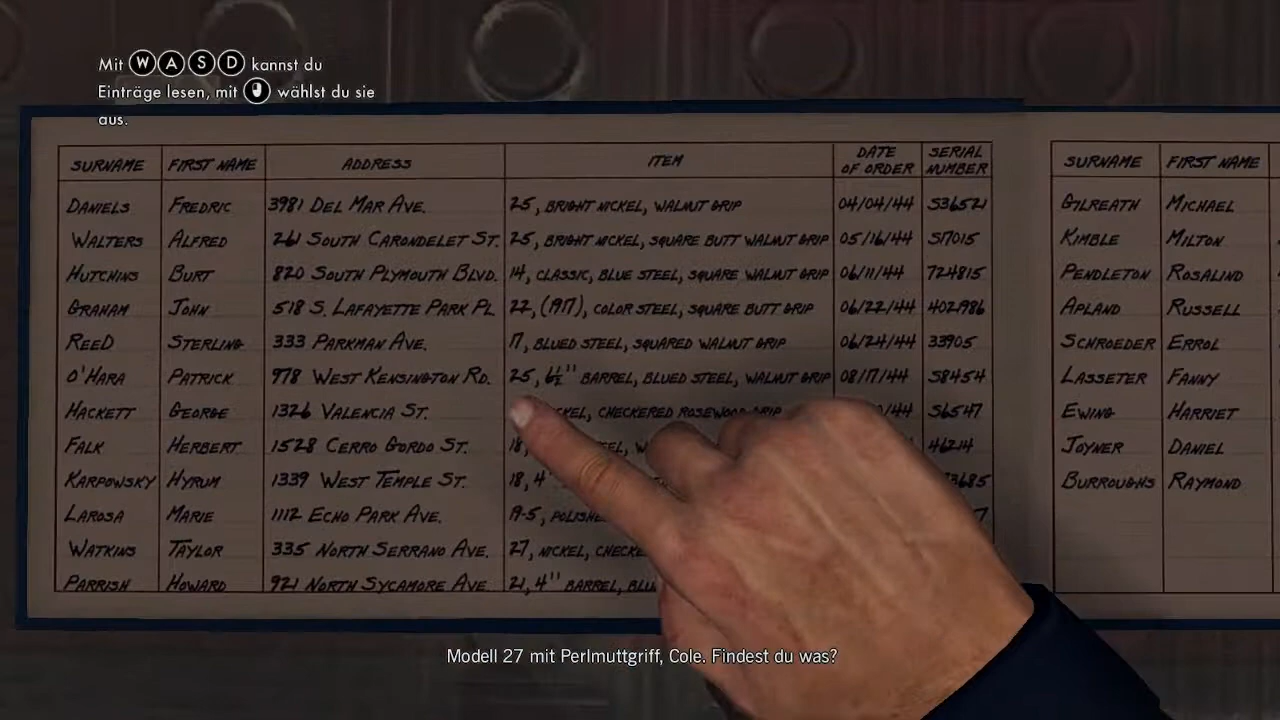 Mit W A S D kannst du
Einträge lesen, mit wählst du sie
aus.
SURNAME FIRST NAME ADDRESS ITEM DATE OF ORDER SERIAL NUMBER SURNAME FIRST NAME
DANIELS FREDRIC 3981 DEL MAR AVE. 25, BRIGHT NICKEL, WALNUT GRIP 04/04/44 S36521 GILREATH MICHAEL
WALTERS ALFRED 261 SOUTH CARONDELET ST. 25, BRIGHT NICKEL, SQUARE BUTT WALNUT GRIP 05/16/44 S7015 KIMBLE MILTON
HUTCHINS BURT 820 SOUTH PLYMOUTH BLVD. 14, CLASSIC, BLUE STEEL, SQUARE WALNUT GRIP 06/11/44 724815 PENDLETON ROSALIND
GRAHAM JOHN 518 S. LAFAYETTE PARK PL. 22, (1917), COLOR STEEL, SQUARE BUTT GRIP 06/22/44 402986 APLAND RUSSELL
REED STERLING 333 PARKMAN AVE. 17, BLUED STEEL, SQUARED WALNUT GRIP 06/24/44 33905 SCHROEDER ERROL
O'HARA PATRICK 978 WEST KENSINGTON RD. 25, 6½" BARREL, BLUED STEEL, WALNUT GRIP 08/17/44 S8454 LASSETER FANNY
HACKETT GEORGE 1326 VALENCIA ST. CHECKERED ROSEWOOD GRIP S6547 EWING HARRIET
FALK HERBERT 1528 CERRO GORDO ST. 18, 46214 JOYNER DANIEL
KARPOWSKY HYRUM 1339 WEST TEMPLE ST. 18, 4 BURROUGHS RAYMOND
LAROSA MARIE 1112 ECHO PARK AVE. 19-5,
WATKINS TAYLOR 335 NORTH SERRANO AVE. 27, NICKEL,
PARRISH HOWARD 921 NORTH SYCAMORE AVE. 21, 4" BARREL,
Modell 27 mit Perlmuttgriff, Cole. Findest du was?